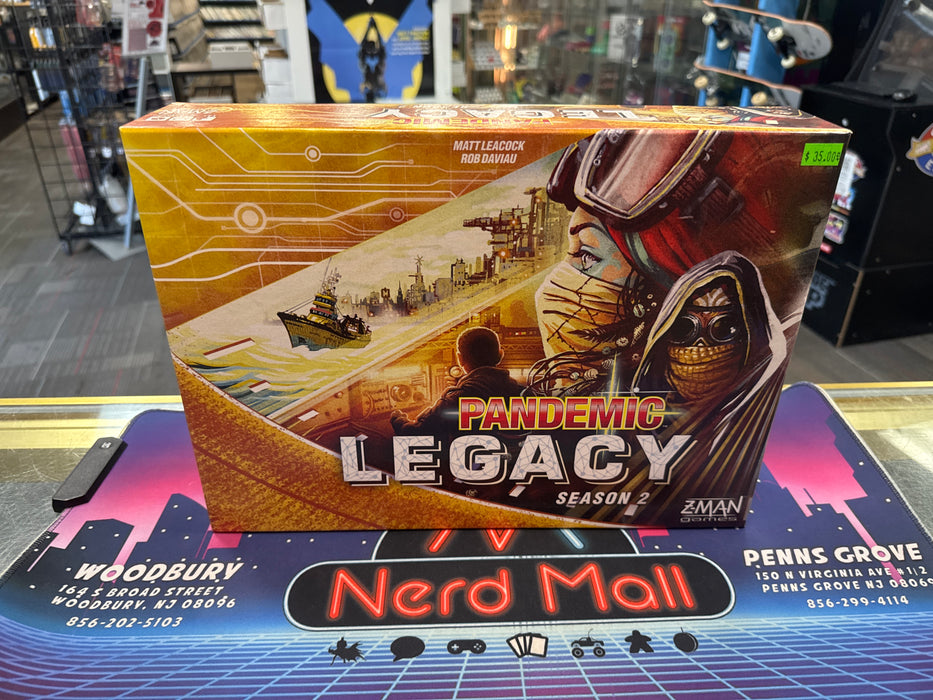 LEGACY
MATT LEACOCK
ROB DAVIAU
$ 35.00
PANDEMIC
LEGACY
SEASON 2
Z-MAN
games
WOODBURY
164 S BROAD STREET
WOODBURY, NJ 08096
856-202-5103
Nerd Mall
PENNS GROVE
150 N VIRGINIA AVE #1/2
PENNS GROVE NJ 08069
856-299-4114